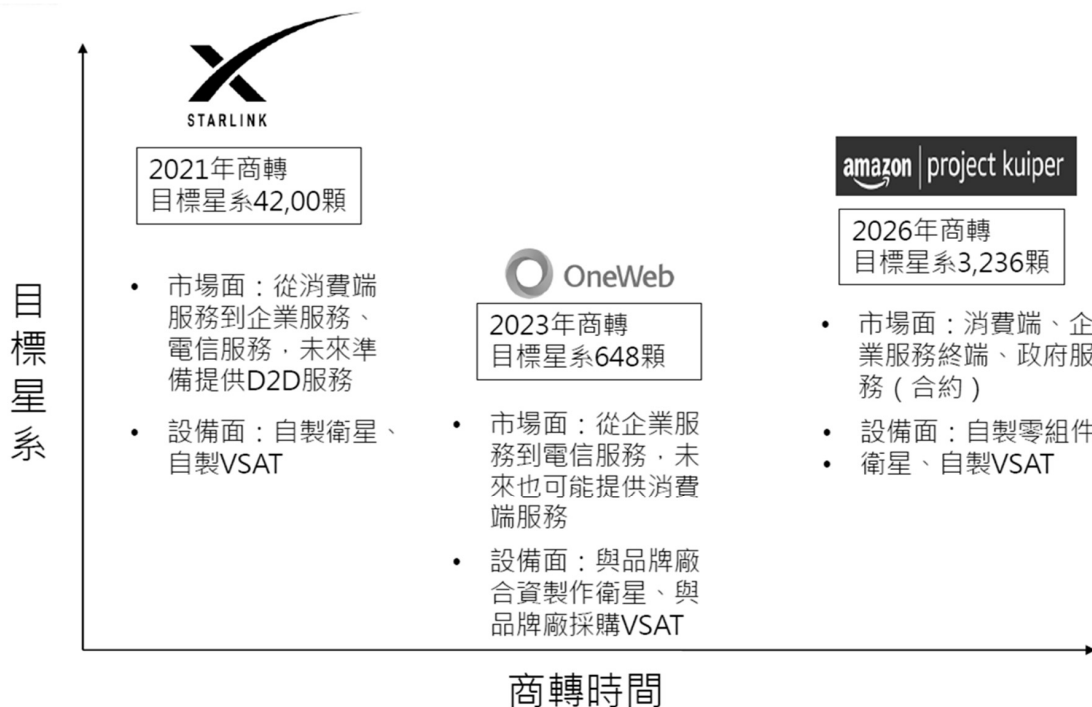 STARLINK
2021年商轉
目標星系42,00顆
• 市場面：從消費端
服務到企業服務、
電信服務，未來準
備提供D2D服務
• 設備面：自製衛星、
自製VSAT
OneWeb
2023年商轉
目標星系648顆
• 市場面：從企業服
務到電信服務，未
來也可能提供消費
端服務
• 設備面：與品牌廠
合資製作衛星、與
品牌廠採購VSAT
amazon | project kuiper
2026年商轉
目標星系3,236顆
• 市場面：消費端、企
業服務終端、政府服
務（合約）
• 設備面：自製零組件
• 衛星、自製VSAT
目標星系
商轉時間